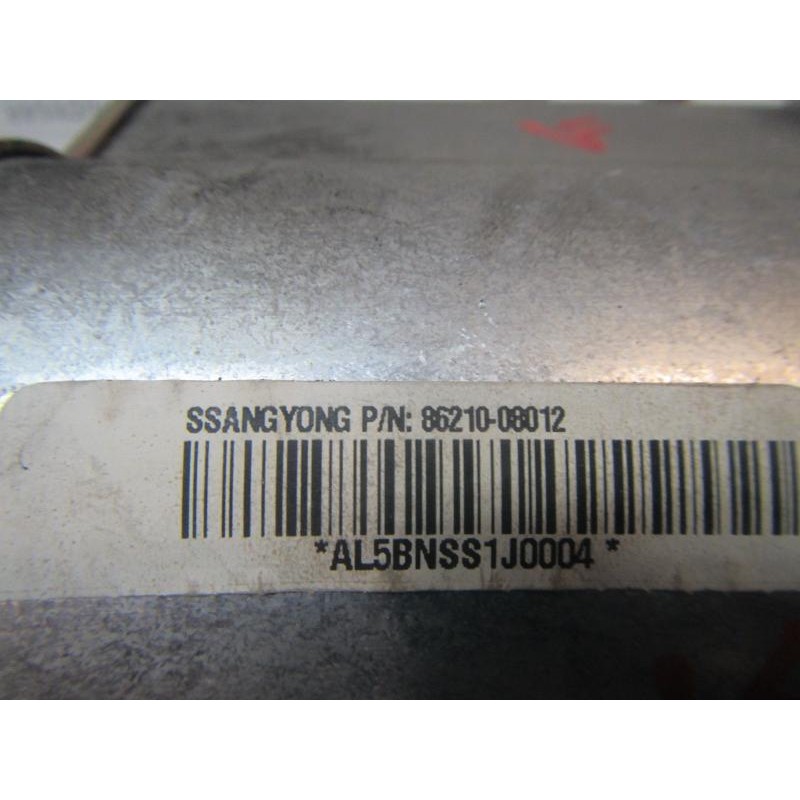 SSANGYONG P/N: 86210-08012
*AL5BNSS1J0004*